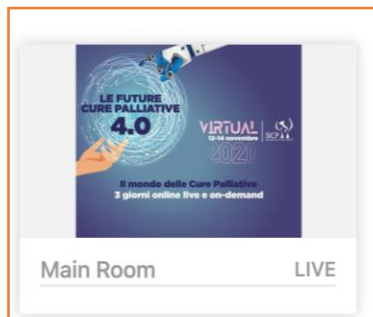 LE FUTURE
CURE PALLIATIVE
4.0
VIRTUAL
12-14 novembre
2020
SICP
Il mondo delle Cure Palliative
3 giorni online live e on-demand
Main Room LIVE